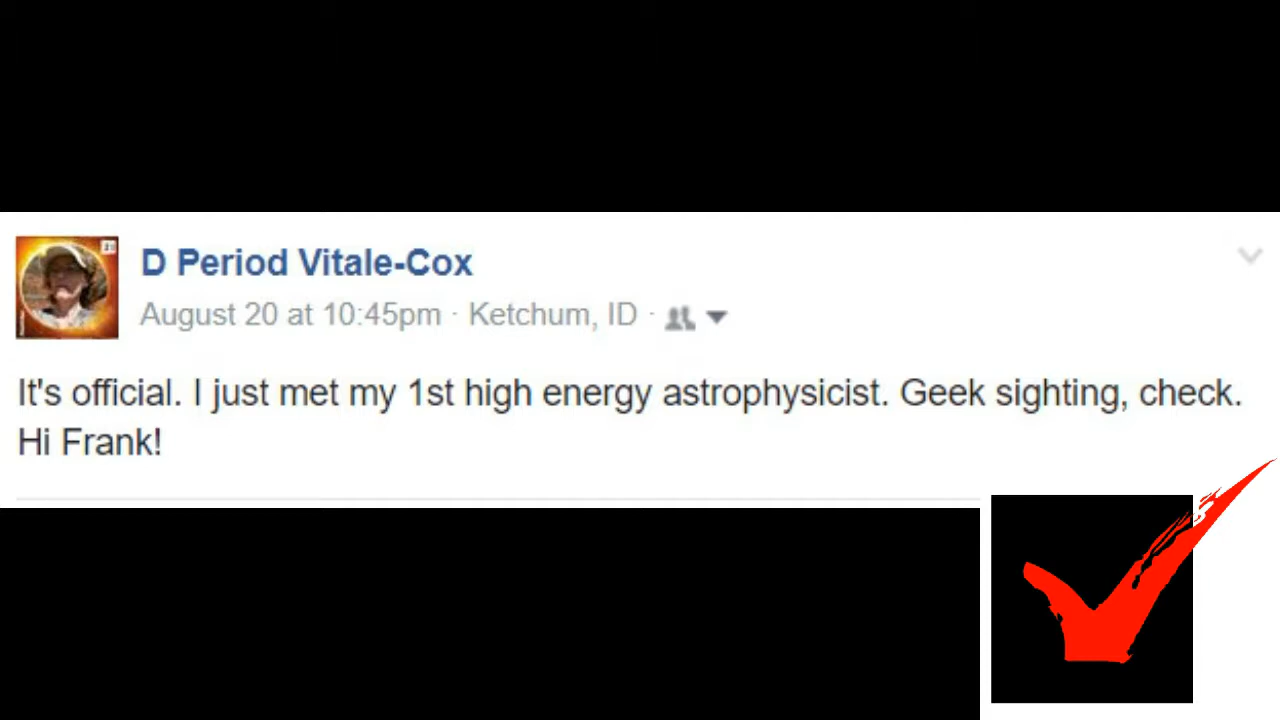 D Period Vitale-Cox
August 20 at 10:45pm · Ketchum, ID ·
It's official. I just met my 1st high energy astrophysicist. Geek sighting, check.
Hi Frank!